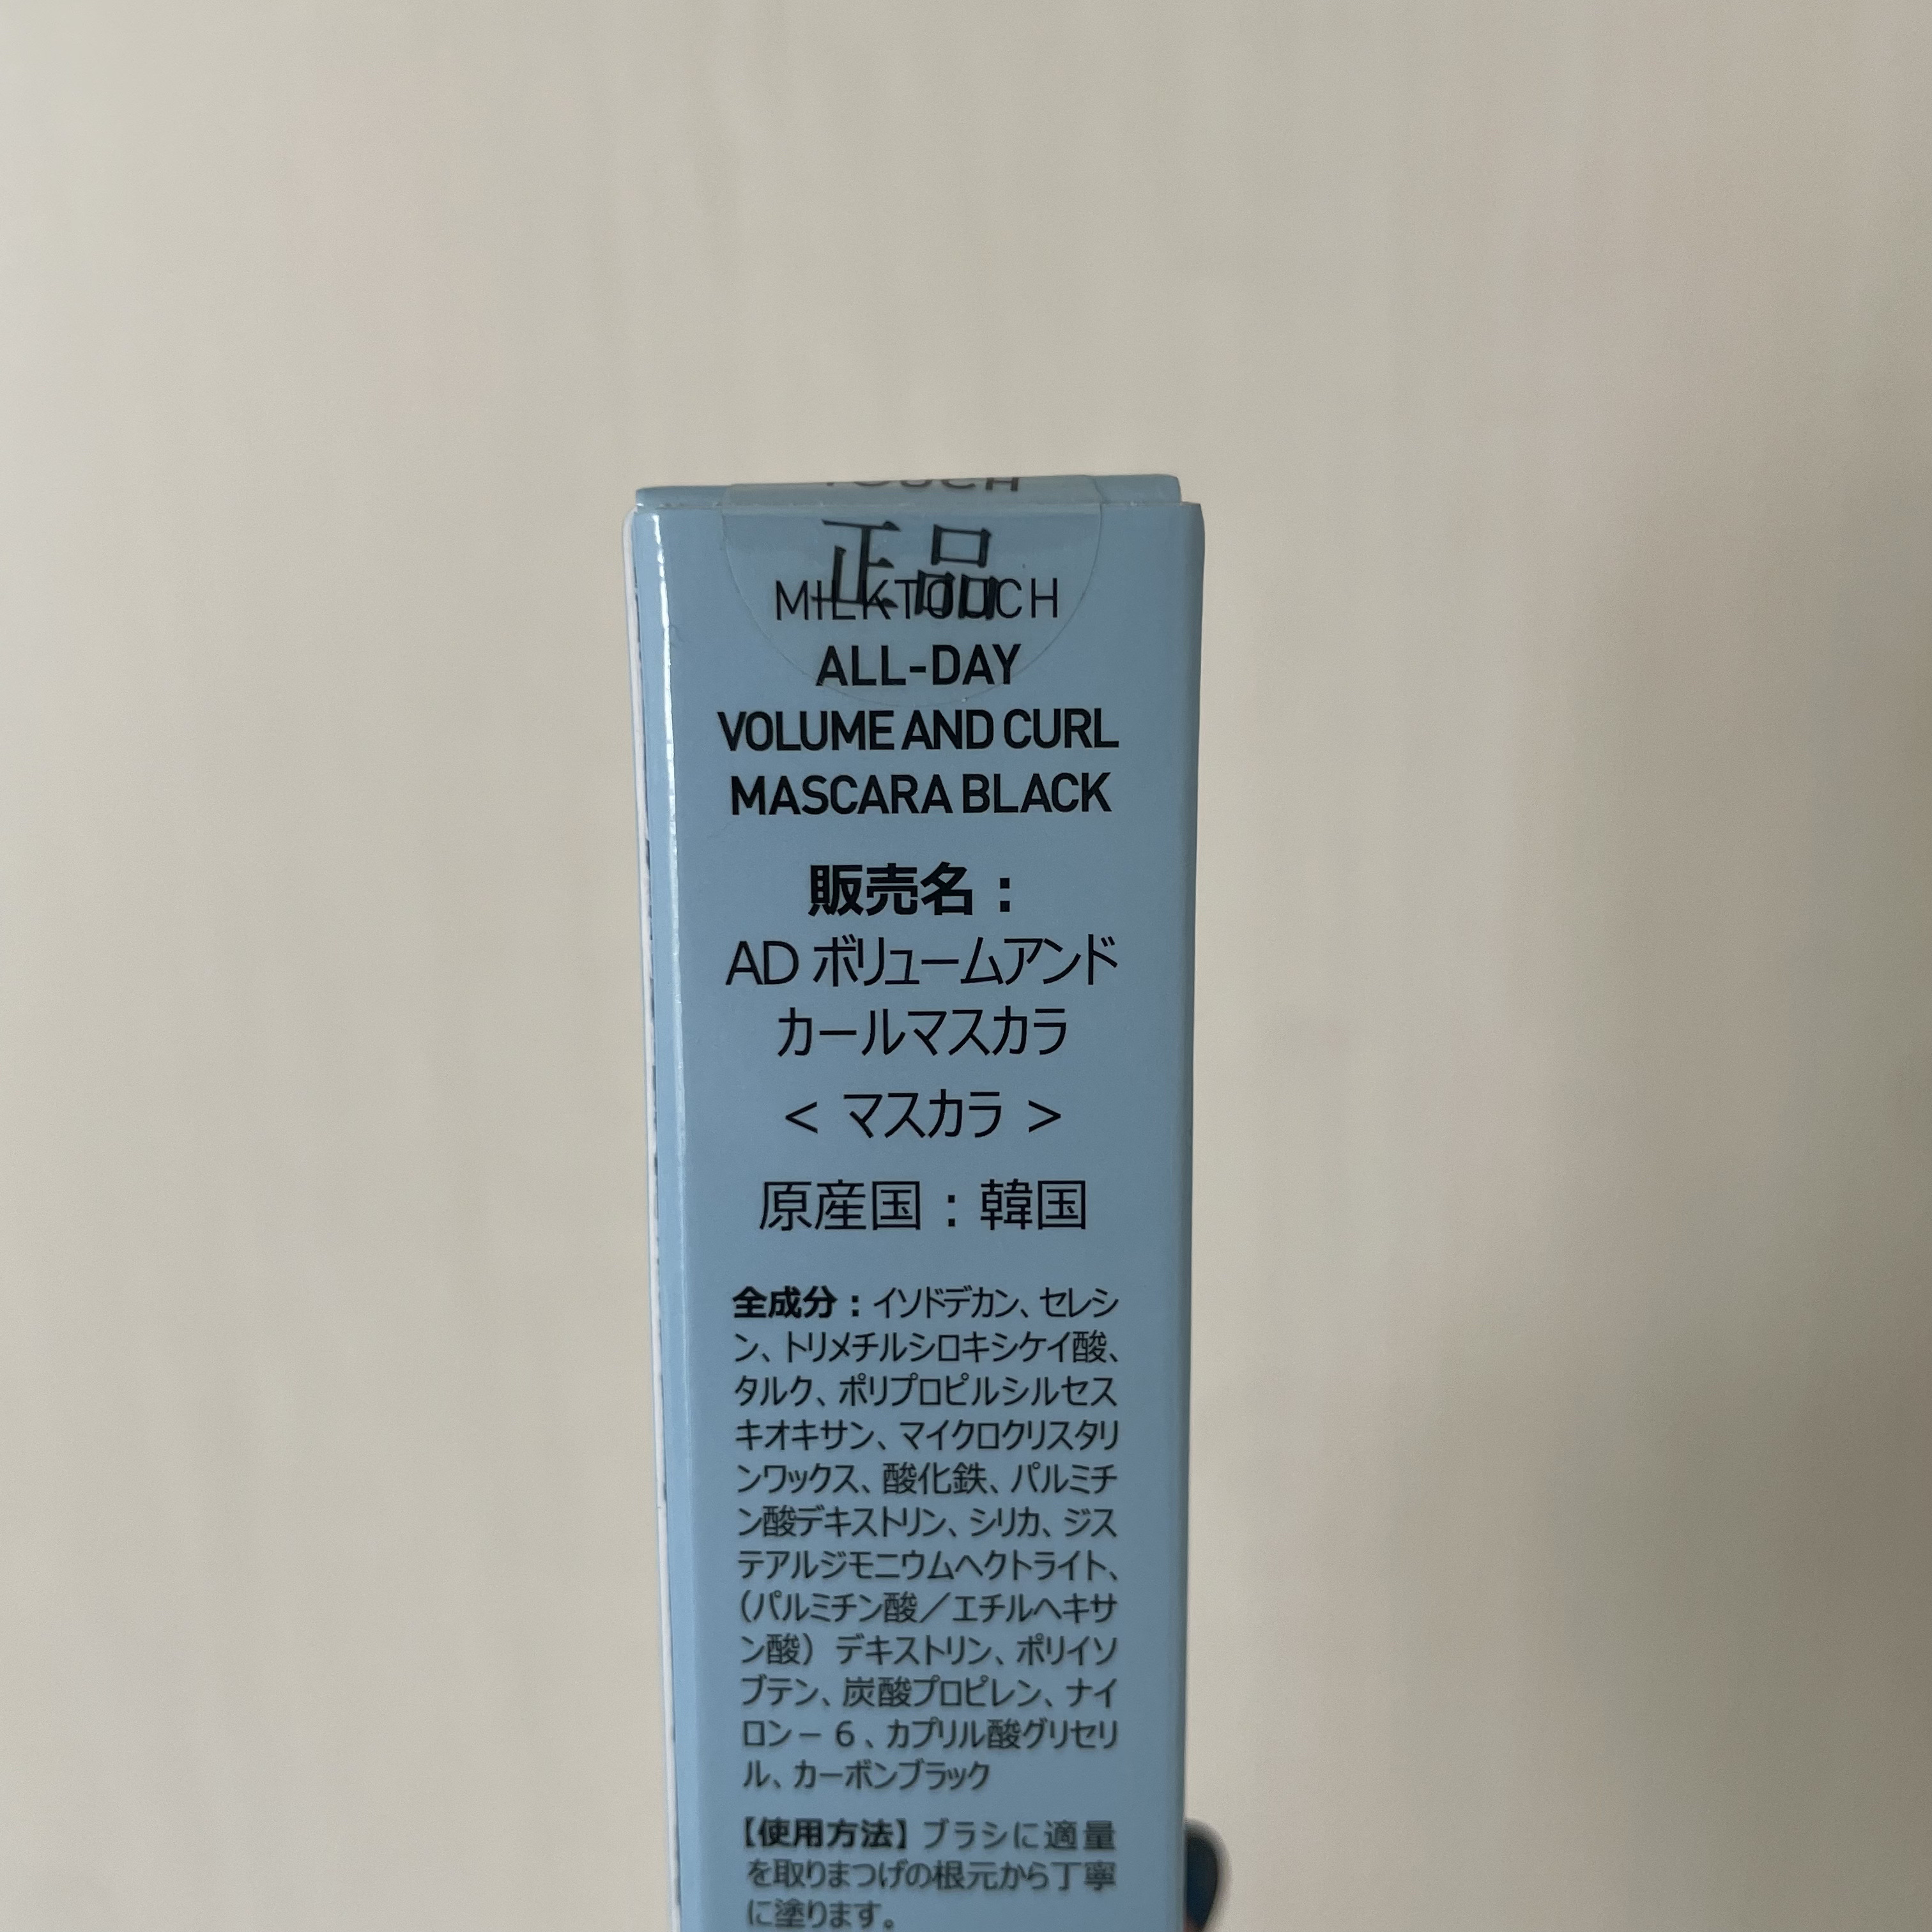 TOUCH
正品
MILKTOUCH
ALL-DAY
VOLUME AND CURL
MASCARA BLACK
販売名：
AD ボリュームアンド
カールマスカラ
< マスカラ >
原産国：韓国
全成分：イソドデカン、セレシ
ン、トリメチルシロキシケイ酸、
タルク、ポリプロピルシルセス
キオキサン、マイクロクリスタリ
ンワックス、酸化鉄、パルミチ
ン酸デキストリン、シリカ、ジス
テアルジモニウムヘクトライト、
（パルミチン酸／エチルヘキサ
ン酸）デキストリン、ポリイソ
ブテン、炭酸プロピレン、ナイ
ロン－６、カプリル酸グリセリ
ル、カーボンブラック
【使用方法】ブラシに適量
を取りまつげの根元から丁寧
に塗ります。